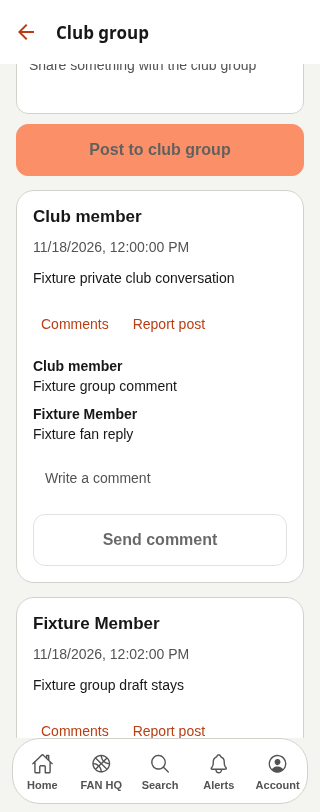 Club group
Share something with the club group
Post to club group
Club member
11/18/2026, 12:00:00 PM
Fixture private club conversation
Comments Report post
Club member
Fixture group comment
Fixture Member
Fixture fan reply
Write a comment
Send comment
Fixture Member
11/18/2026, 12:02:00 PM
Fixture group draft stays
Comments Report post
Home FAN HQ Search Alerts Account